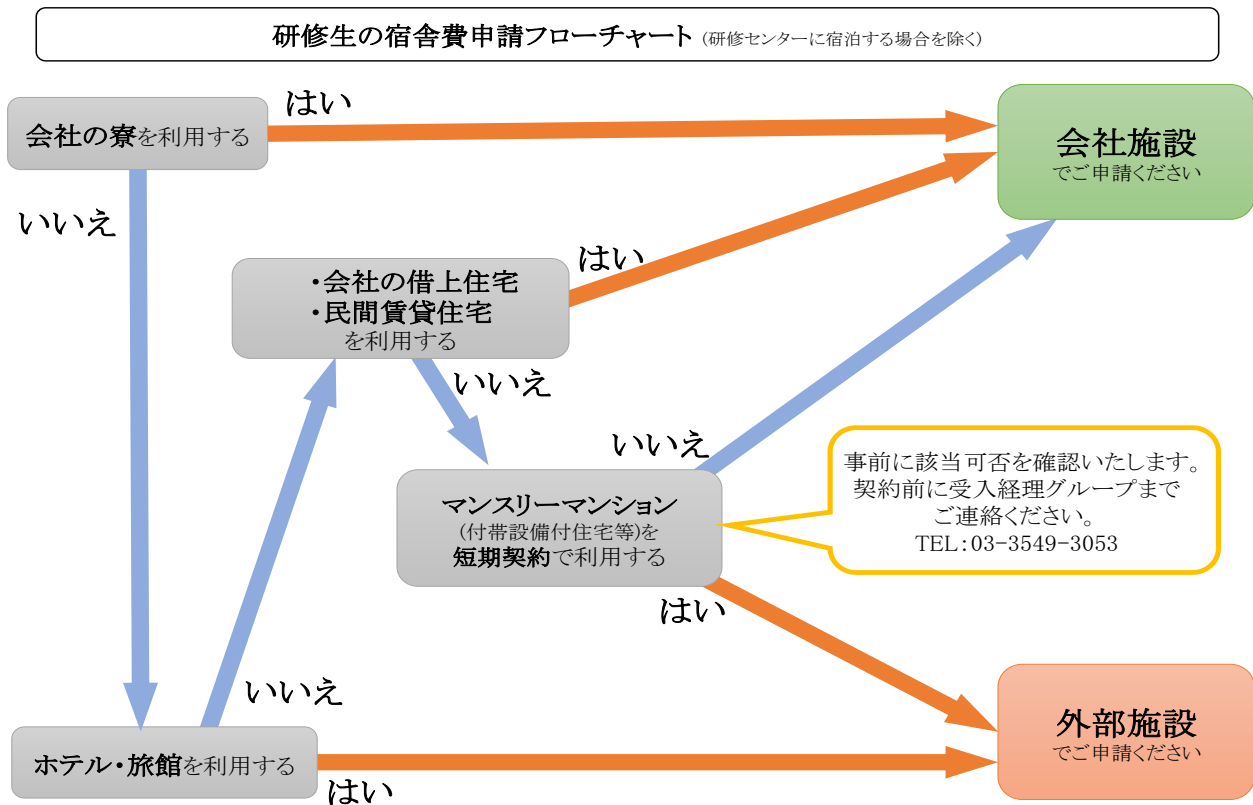 研修生の宿舎費申請フローチャート (研修センターに宿泊する場合を除く)
はい
会社の寮を利用する
会社施設
でご申請ください
いいえ
・会社の借上住宅
・民間賃貸住宅
を利用する
はい
いいえ
いいえ
マンスリーマンション
(付帯設備付住宅等)を
短期契約で利用する
事前に該当可否を確認いたします。
契約前に受入経理グループまで
ご連絡ください。
TEL:03-3549-3053
はい
いいえ
ホテル・旅館を利用する
はい
外部施設
でご申請ください